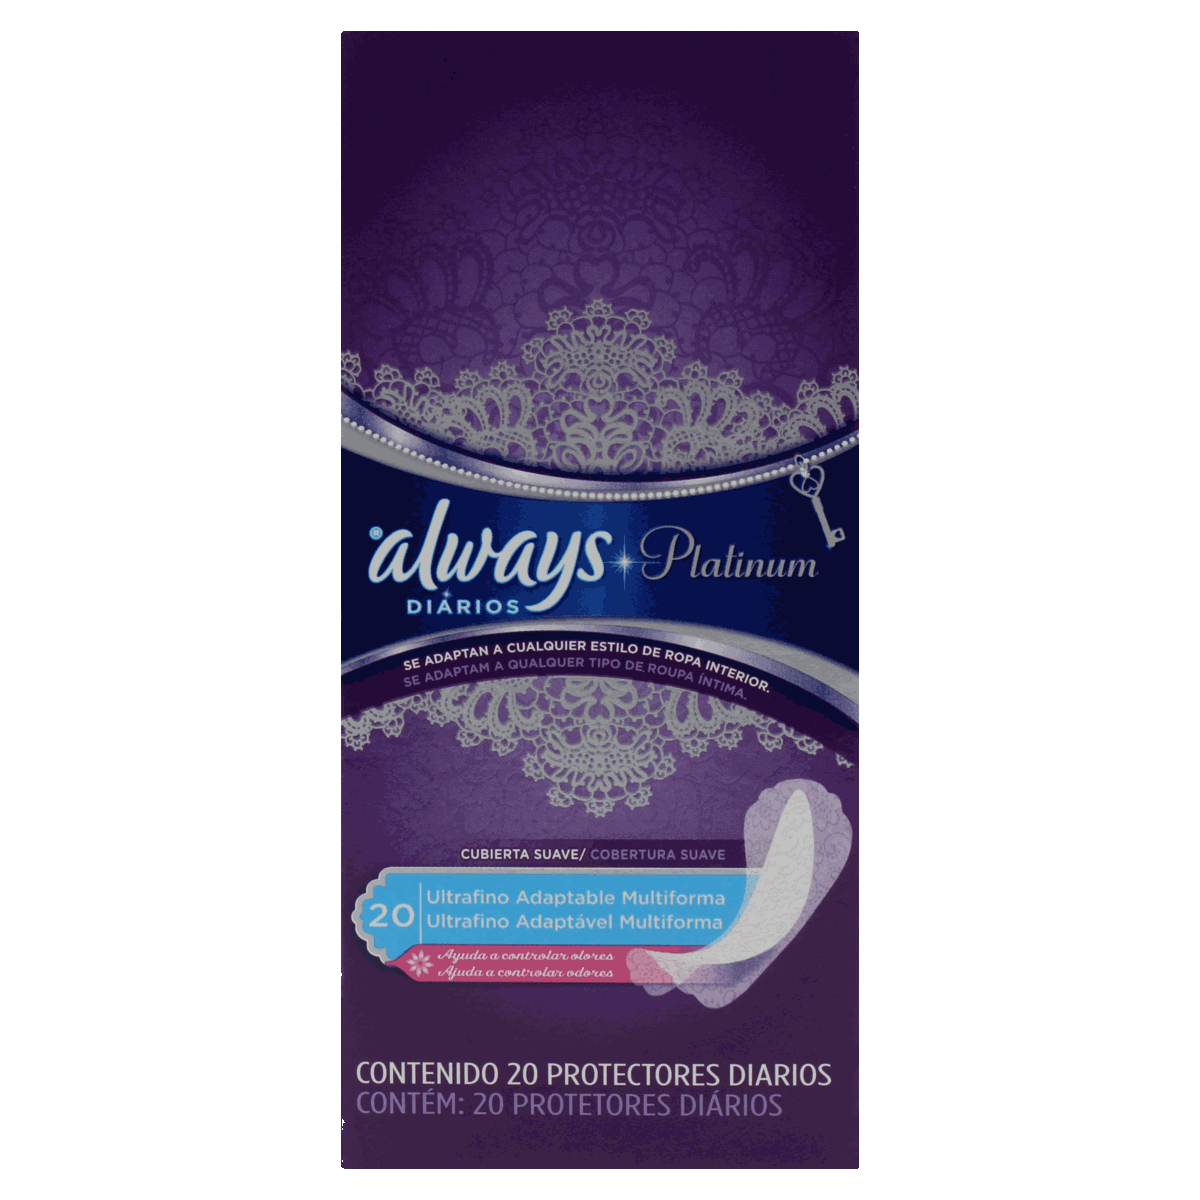 ® always
DIÁRIOS
Platinum
SE ADAPTAN A CUALQUIER ESTILO DE ROPA INTERIOR.
SE ADAPTAM A QUALQUER TIPO DE ROUPA ÍNTIMA.
CUBIERTA SUAVE/ COBERTURA SUAVE
20
Ultrafino Adaptable Multiforma
Ultrafino Adaptável Multiforma
Ayuda a controlar olores
Ajuda a controlar odores
CONTENIDO 20 PROTECTORES DIARIOS
CONTÉM: 20 PROTETORES DIÁRIOS